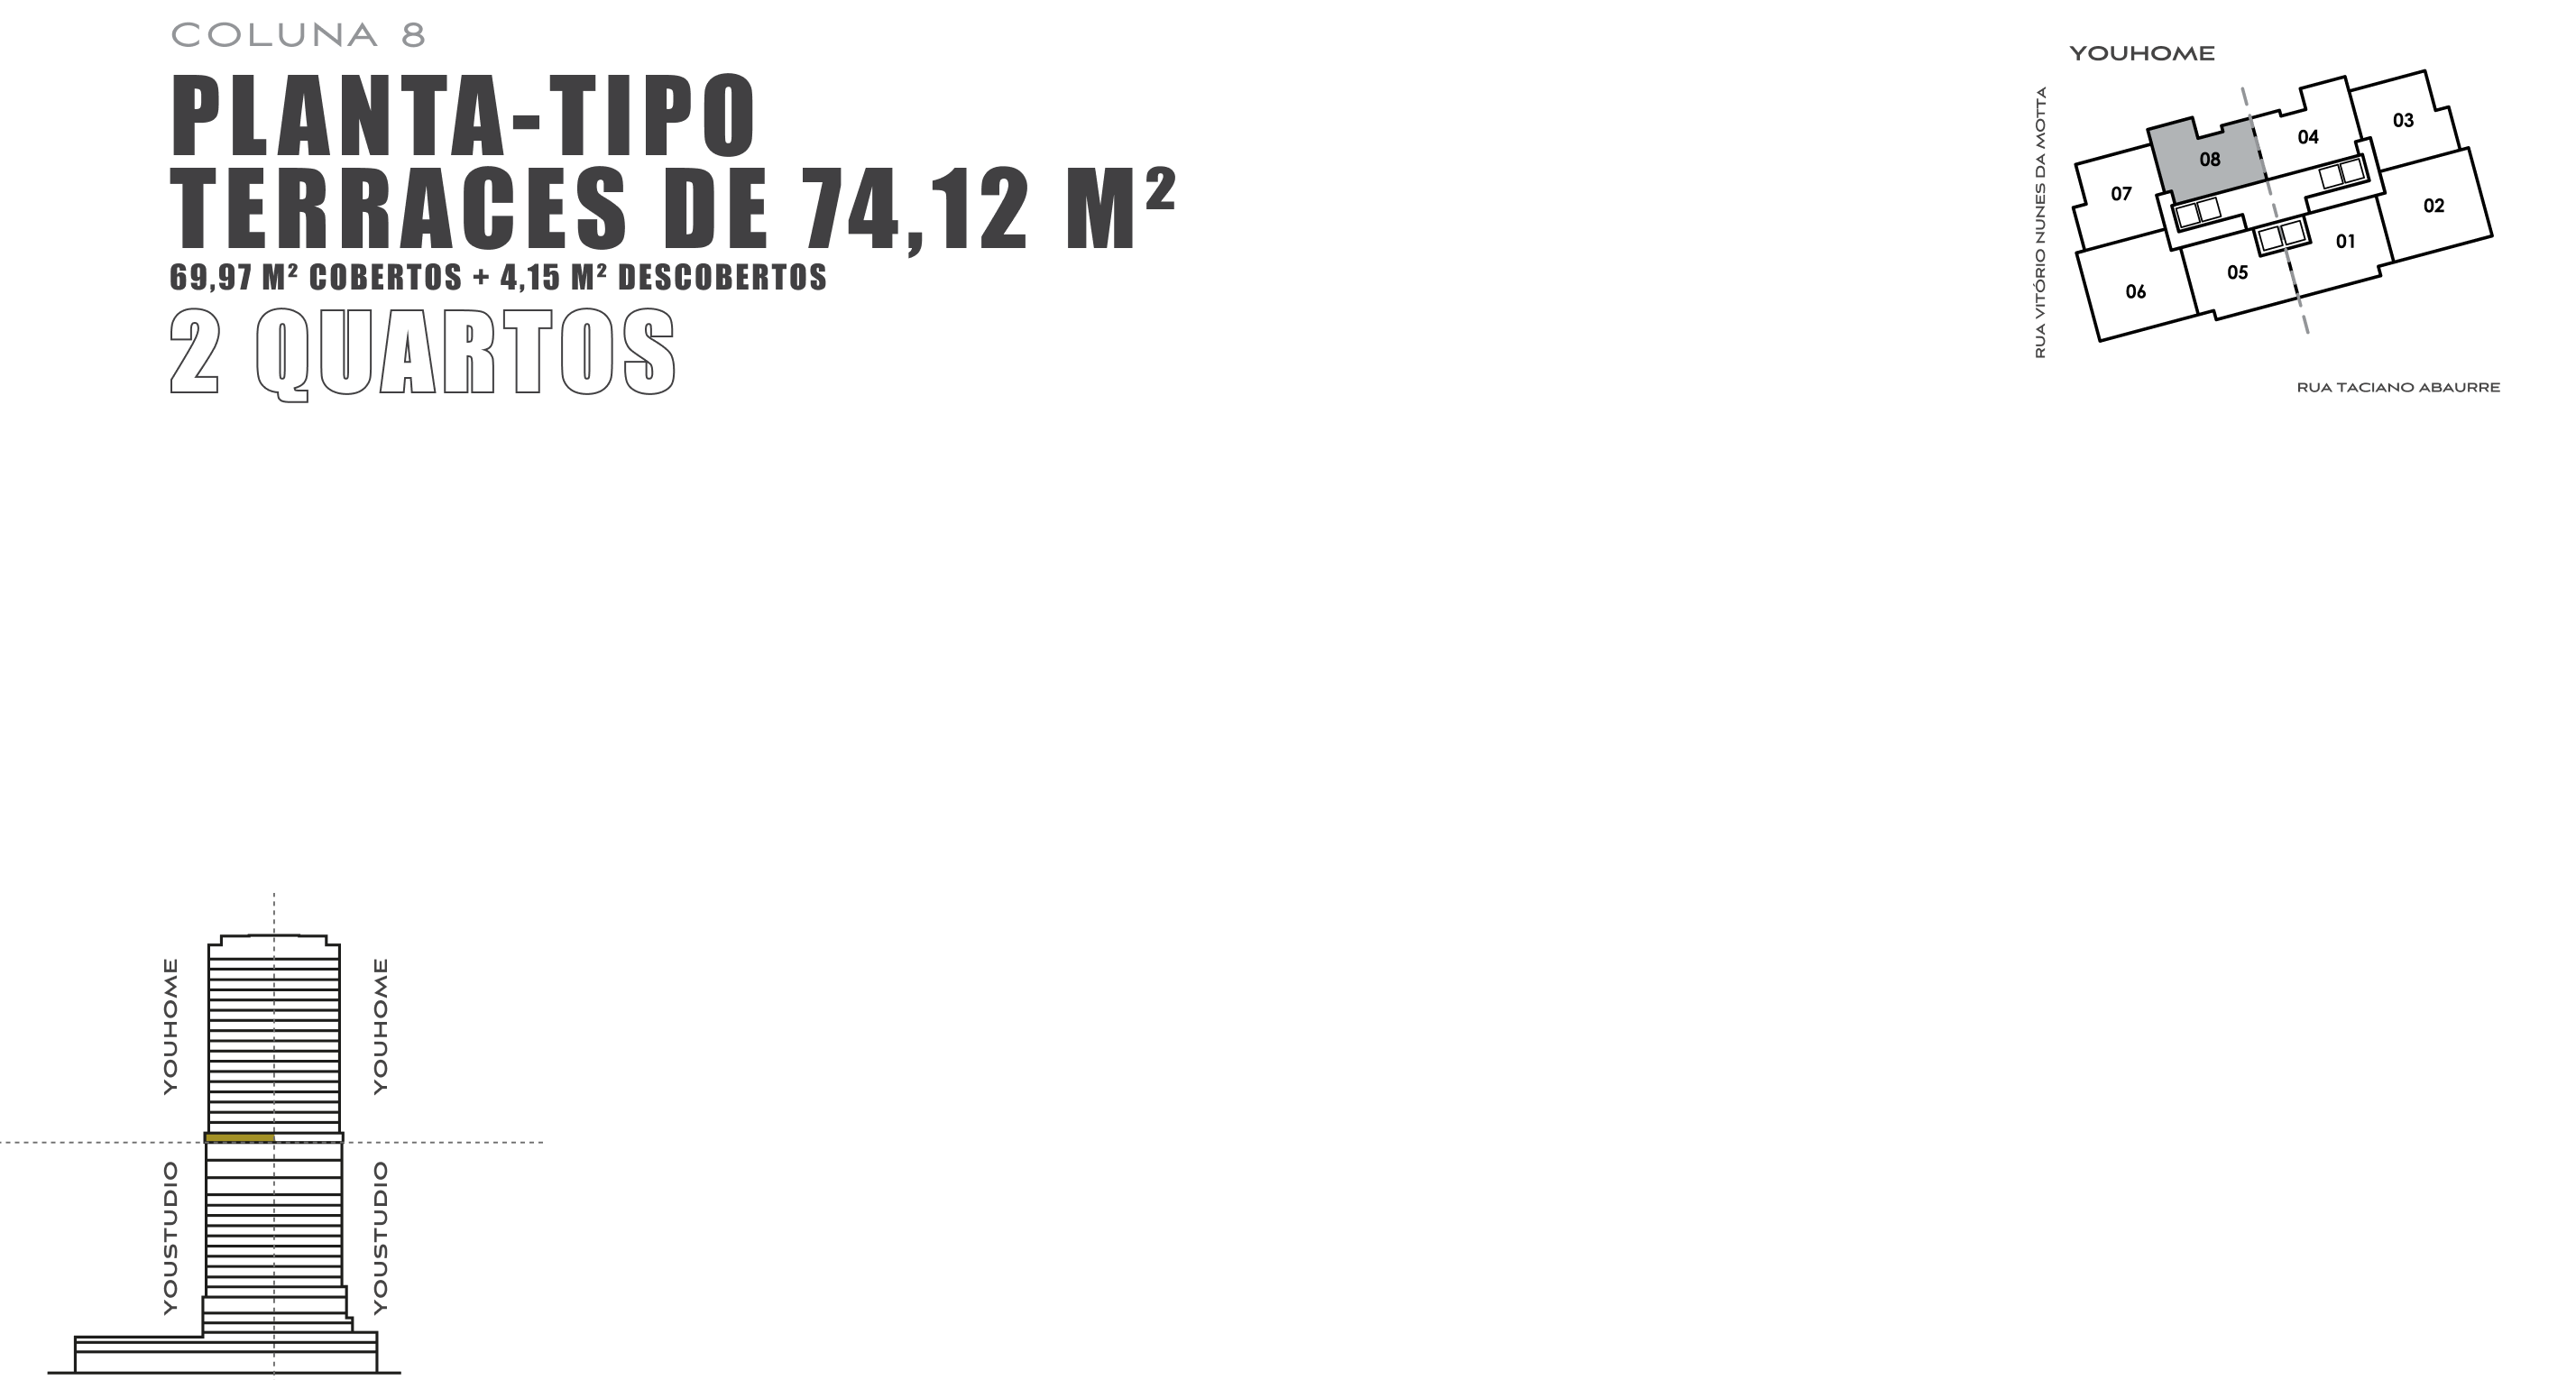 COLUNA 8
PLANTA-TIPO
TERRACES DE 74,12 M²
69,97 M² COBERTOS + 4,15 M² DESCOBERTOS
2 QUARTOS
YOUHOME
RUA VITÓRIO NUNES DA MOTTA
03
04
08
07
02
01
05
06
RUA TACIANO ABAURRE
YOUHOME
YOUHOME
YOUSTUDIO
YOUSTUDIO